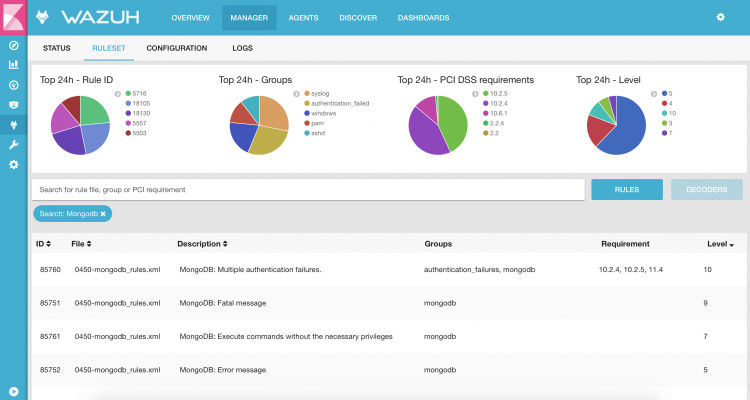 WAZUH OVERVIEW MANAGER AGENTS DISCOVER DASHBOARDS
STATUS RULESET CONFIGURATION LOGS
Top 24h - Rule ID
5716
18105
18130
5557
5503
Top 24h - Groups
syslog
authentication_failed
windows
pam
sshd
Top 24h - PCI DSS requirements
10.2.5
10.2.4
10.6.1
2.2.4
2.2
Top 24h - Level
5
4
10
3
7
Search for rule file, group or PCI requirement
RULES DECODERS
Search: Mongodb ✖
ID File Description Groups Requirement Level
85760 0450-mongodb_rules.xml MongoDB: Multiple authentication failures. authentication_failures, mongodb 10.2.4, 10.2.5, 11.4 10
85751 0450-mongodb_rules.xml MongoDB: Fatal message mongodb 9
85761 0450-mongodb_rules.xml MongoDB: Execute commands without the necessary privileges mongodb 7
85752 0450-mongodb_rules.xml MongoDB: Error message mongodb 5